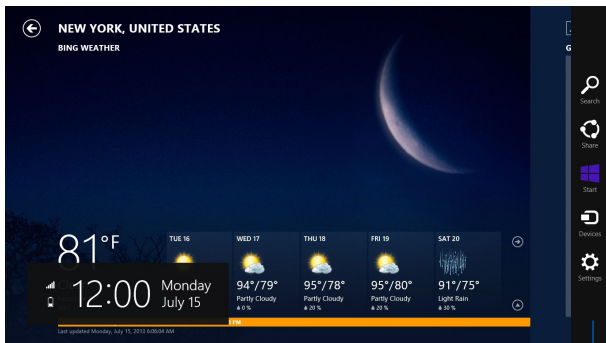 NEW YORK, UNITED STATES
BING WEATHER
G
Search
Share
Start
Devices
Settings
81°F
TUE 16
WED 17
94°/79°
Partly Cloudy
0 %
THU 18
95°/78°
Partly Cloudy
20 %
FRI 19
95°/80°
Partly Cloudy
20 %
SAT 20
91°/75°
Light Rain
30 %
12:00
Monday
July 15
PM
Last updated Monday, July 15, 2013 6:06:04 AM